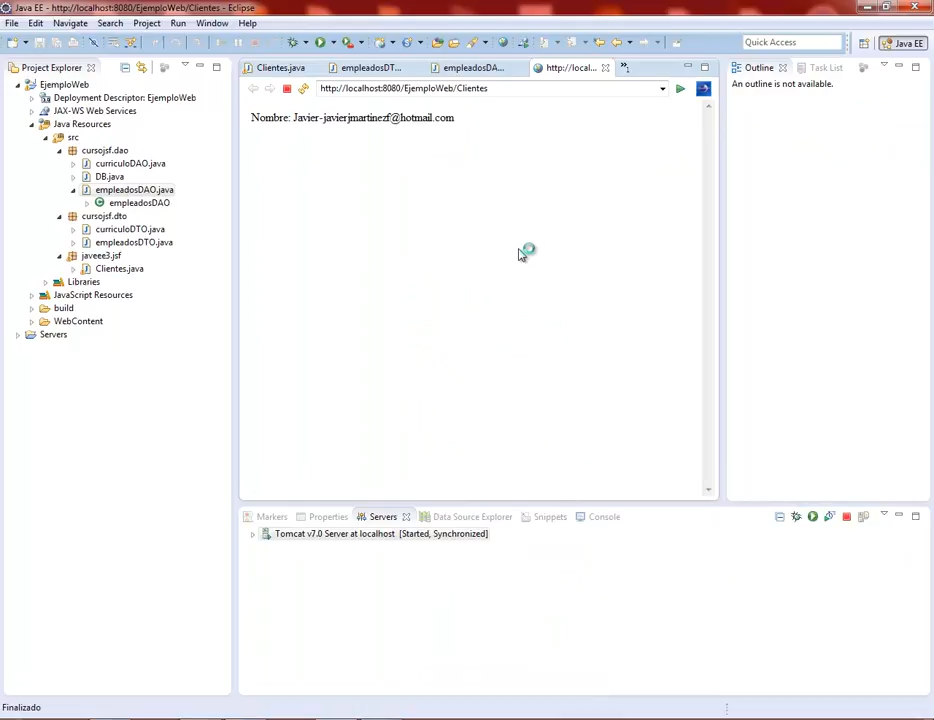 Java EE - http://localhost:8080/EjemploWeb/Clientes - Eclipse
File Edit Navigate Search Project Run Window Help
Quick Access
Java EE
Project Explorer
Clientes.java
empleadosDT...
empleadosDA...
http://local...
1
Outline
Task List
http://localhost:8080/EjemploWeb/Clientes
An outline is not available.
Nombre: Javier-javierjmartinezf@hotmail.com
EjemploWeb
Deployment Descriptor: EjemploWeb
JAX-WS Web Services
Java Resources
src
cursojsf.dao
curriculoDAO.java
DB.java
empleadosDAO.java
empleadosDAO
cursojsf.dto
curriculoDTO.java
empleadosDTO.java
javeee3.jsf
Clientes.java
Libraries
JavaScript Resources
build
WebContent
Servers
Markers
Properties
Servers
Data Source Explorer
Snippets
Console
Tomcat v7.0 Server at localhost [Started, Synchronized]
Finalizado